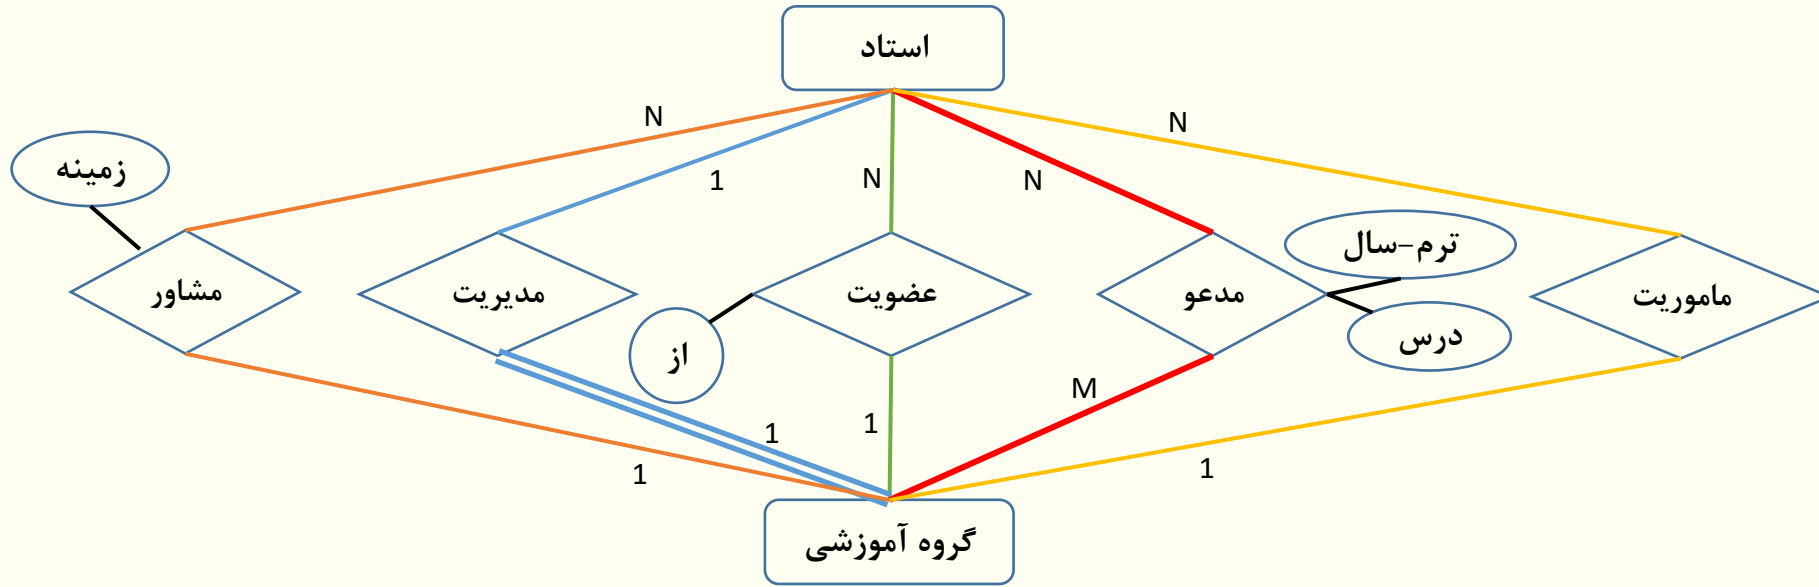 استاد
N
N
1
N
N
زمینه
ترم-سال
مشاور
مدیریت
عضویت
مدعو
ماموریت
از
درس
M
1
1
1
1
گروه آموزشی